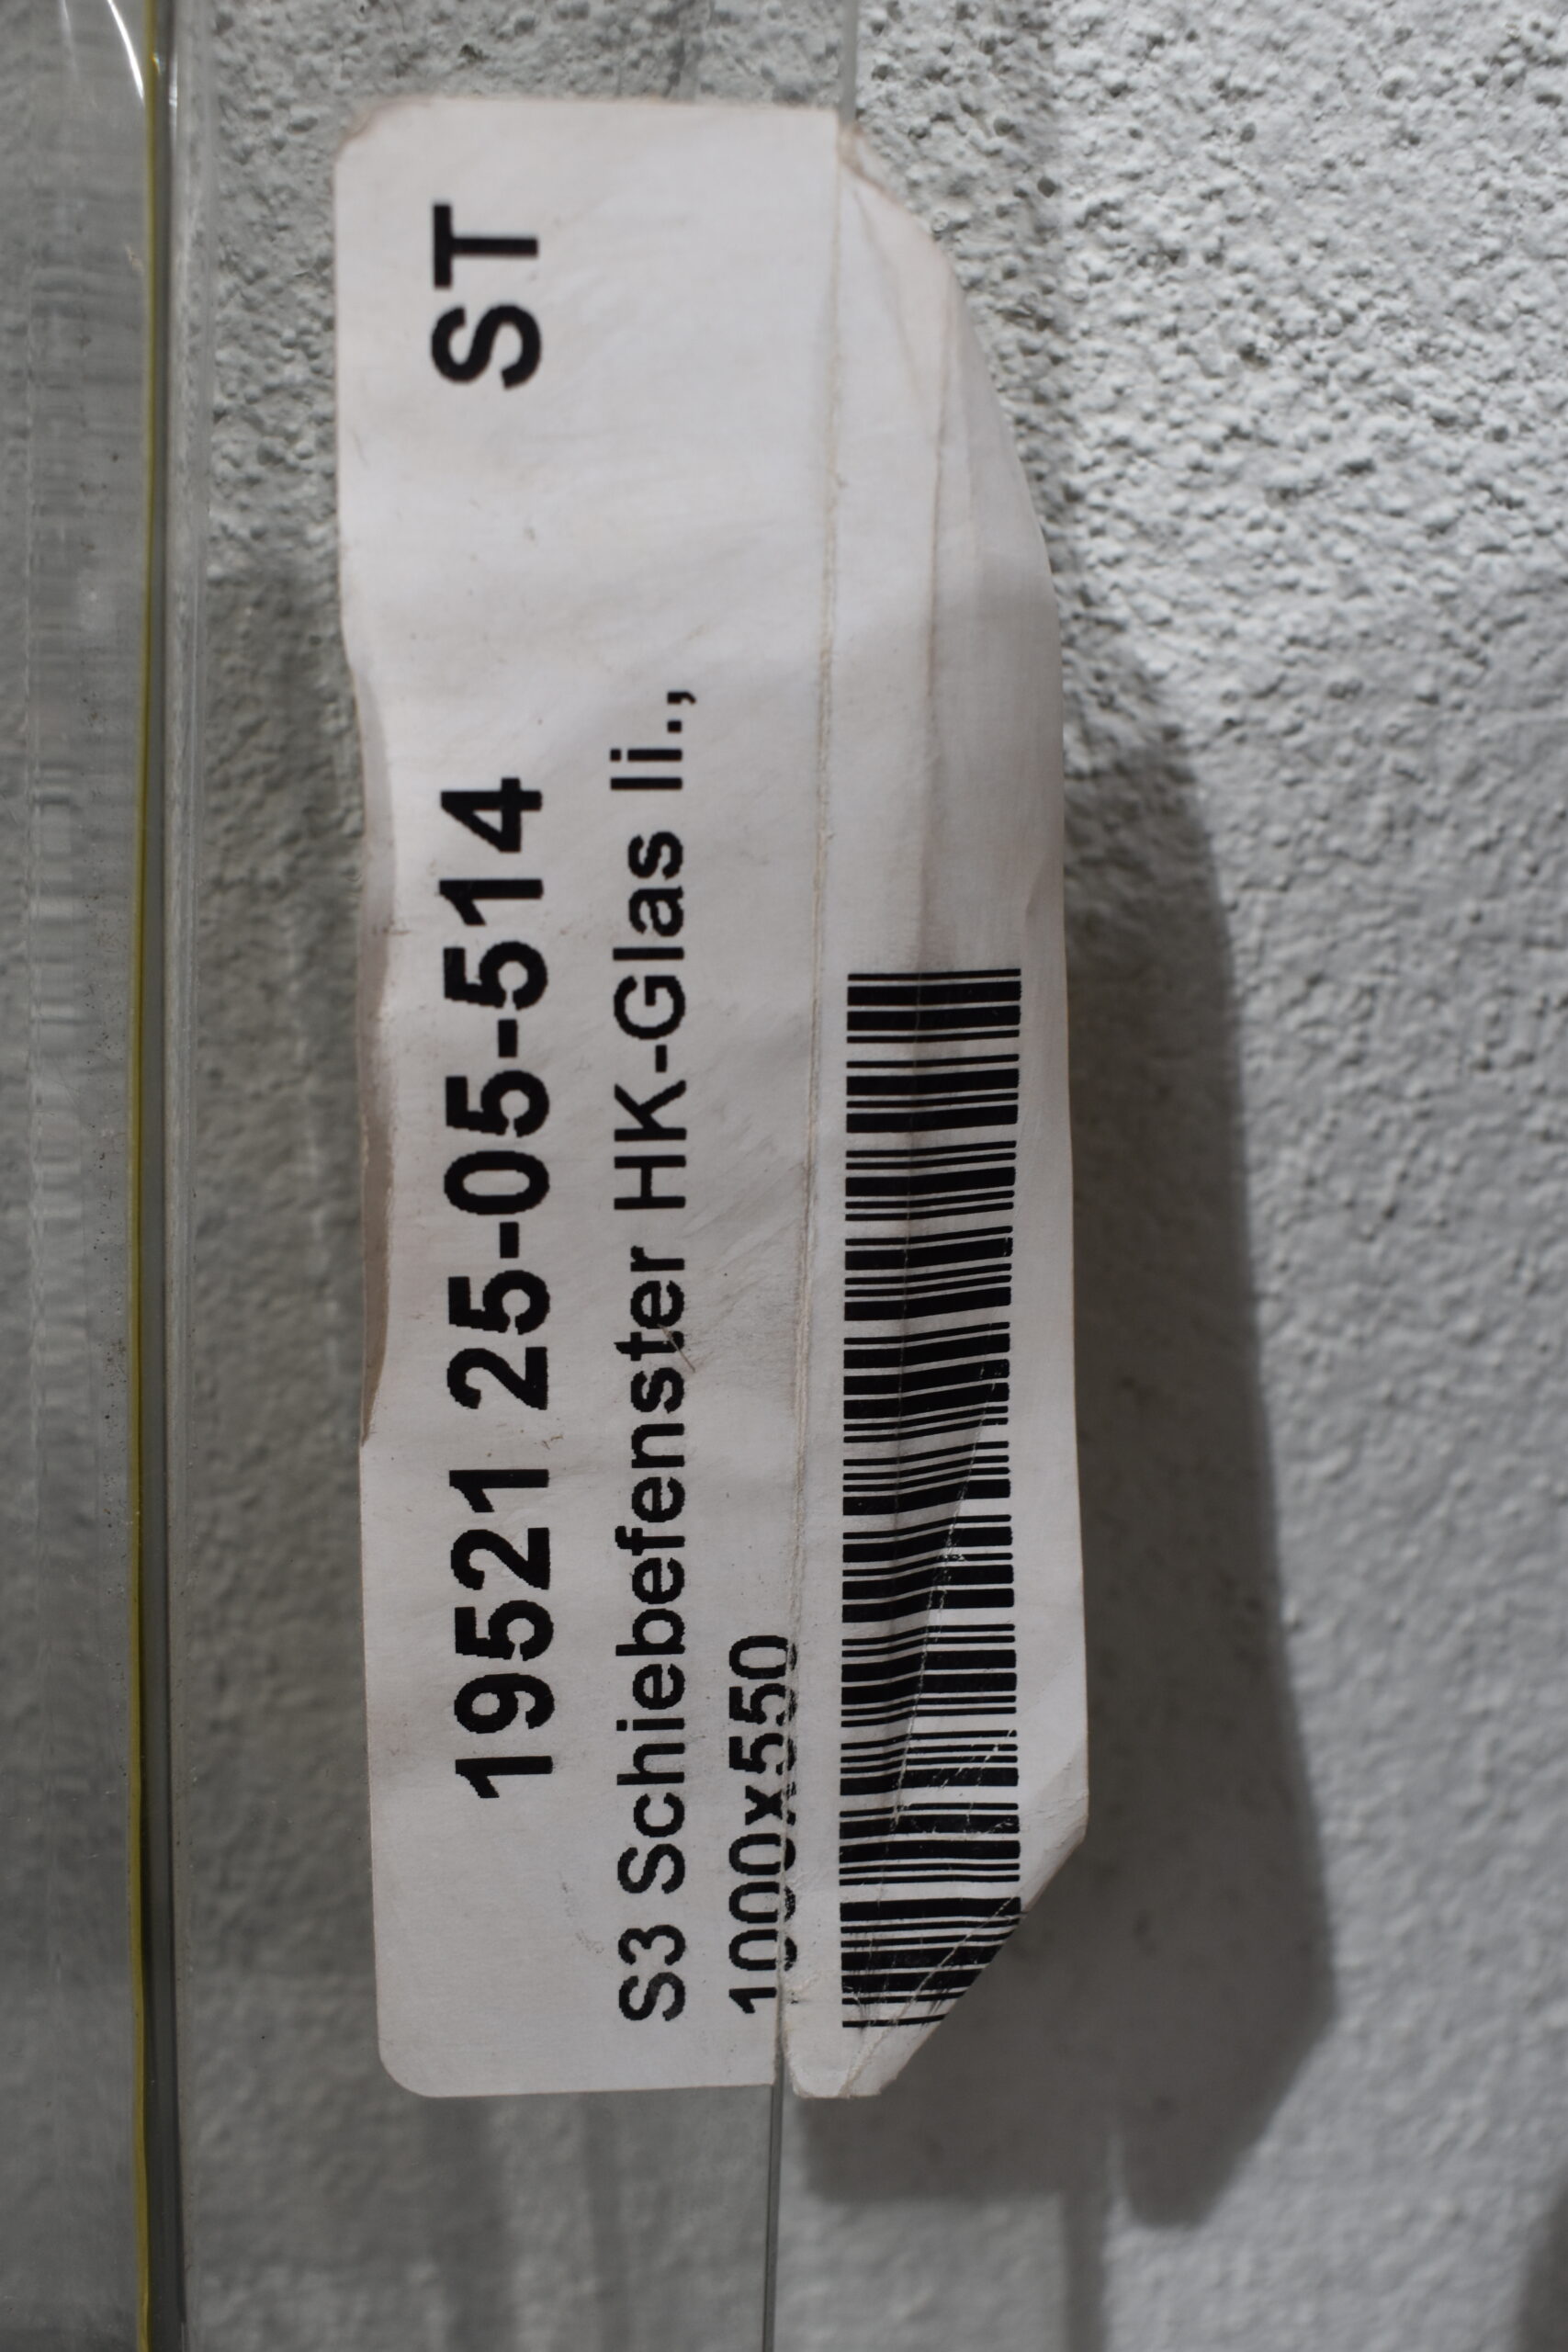 19521 25-05-514 ST
S3 Schiebefenster HK-Glas li.,
1000x550